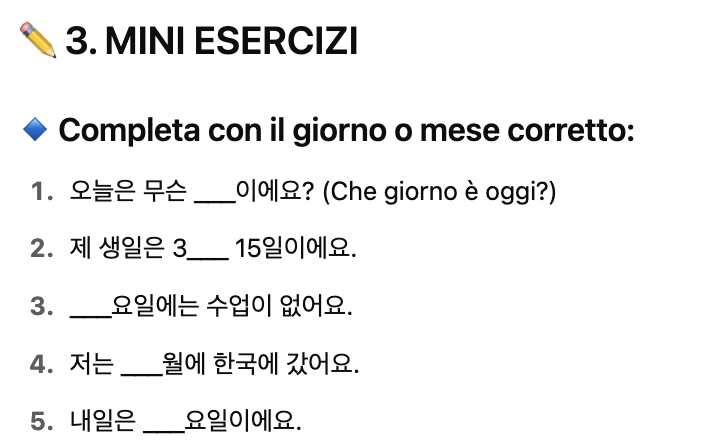 ✏️ 3. MINI ESERCIZI
🔹 Completa con il giorno o mese corretto:
1. 오늘은 무슨 ___이에요? (Che giorno è oggi?)
2. 제 생일은 3___ 15일이에요.
3. ___요일에는 수업이 없어요.
4. 저는 ___월에 한국에 갔어요.
5. 내일은 ___요일이에요.